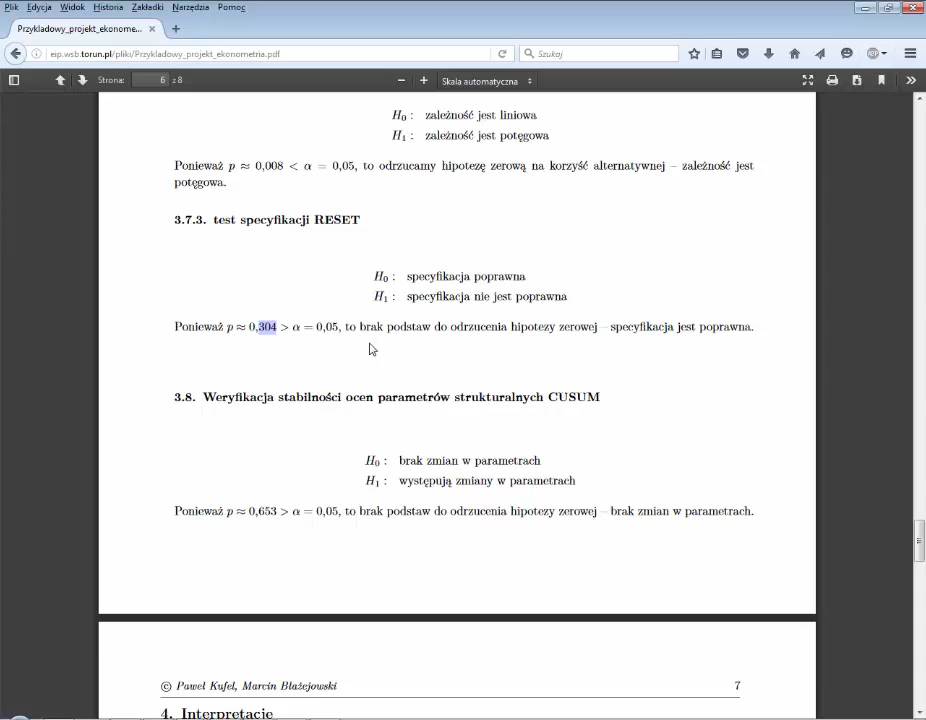 Plik Edycja Widok Historia Zakładki Narzędzia Pomoc
Przykladowy_projekt_ekonome...
eip.wsb.torun.pl/pliki/Przykladowy_projekt_ekonometria.pdf
Szukaj
Strona: 6 z 8
Skala automatyczna
H0 : zależność jest liniowa
H1 : zależność jest potęgowa
Ponieważ p ≈ 0,008 < α = 0,05, to odrzucamy hipotezę zerową na korzyść alternatywnej – zależność jest
potęgowa.
3.7.3. test specyfikacji RESET
H0 : specyfikacja poprawna
H1 : specyfikacja nie jest poprawna
Ponieważ p ≈ 0,304 > α = 0,05, to brak podstaw do odrzucenia hipotezy zerowej – specyfikacja jest poprawna.
3.8. Weryfikacja stabilności ocen parametrów strukturalnych CUSUM
H0 : brak zmian w parametrach
H1 : występują zmiany w parametrach
Ponieważ p ≈ 0,653 > α = 0,05, to brak podstaw do odrzucenia hipotezy zerowej – brak zmian w parametrach.
© Paweł Kufel, Marcin Błażejowski 7
4. Interpretacje